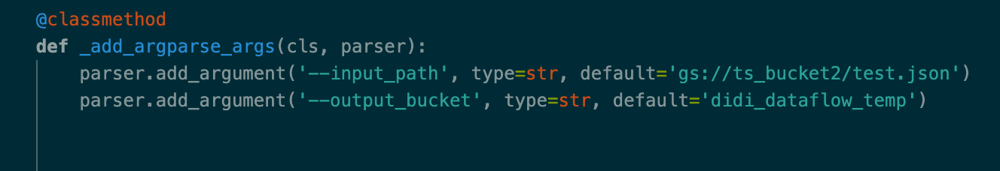 @classmethod
def _add_argparse_args(cls, parser):
parser.add_argument('--input_path', type=str, default='gs://ts_bucket2/test.json')
parser.add_argument('--output_bucket', type=str, default='didi_dataflow_temp')